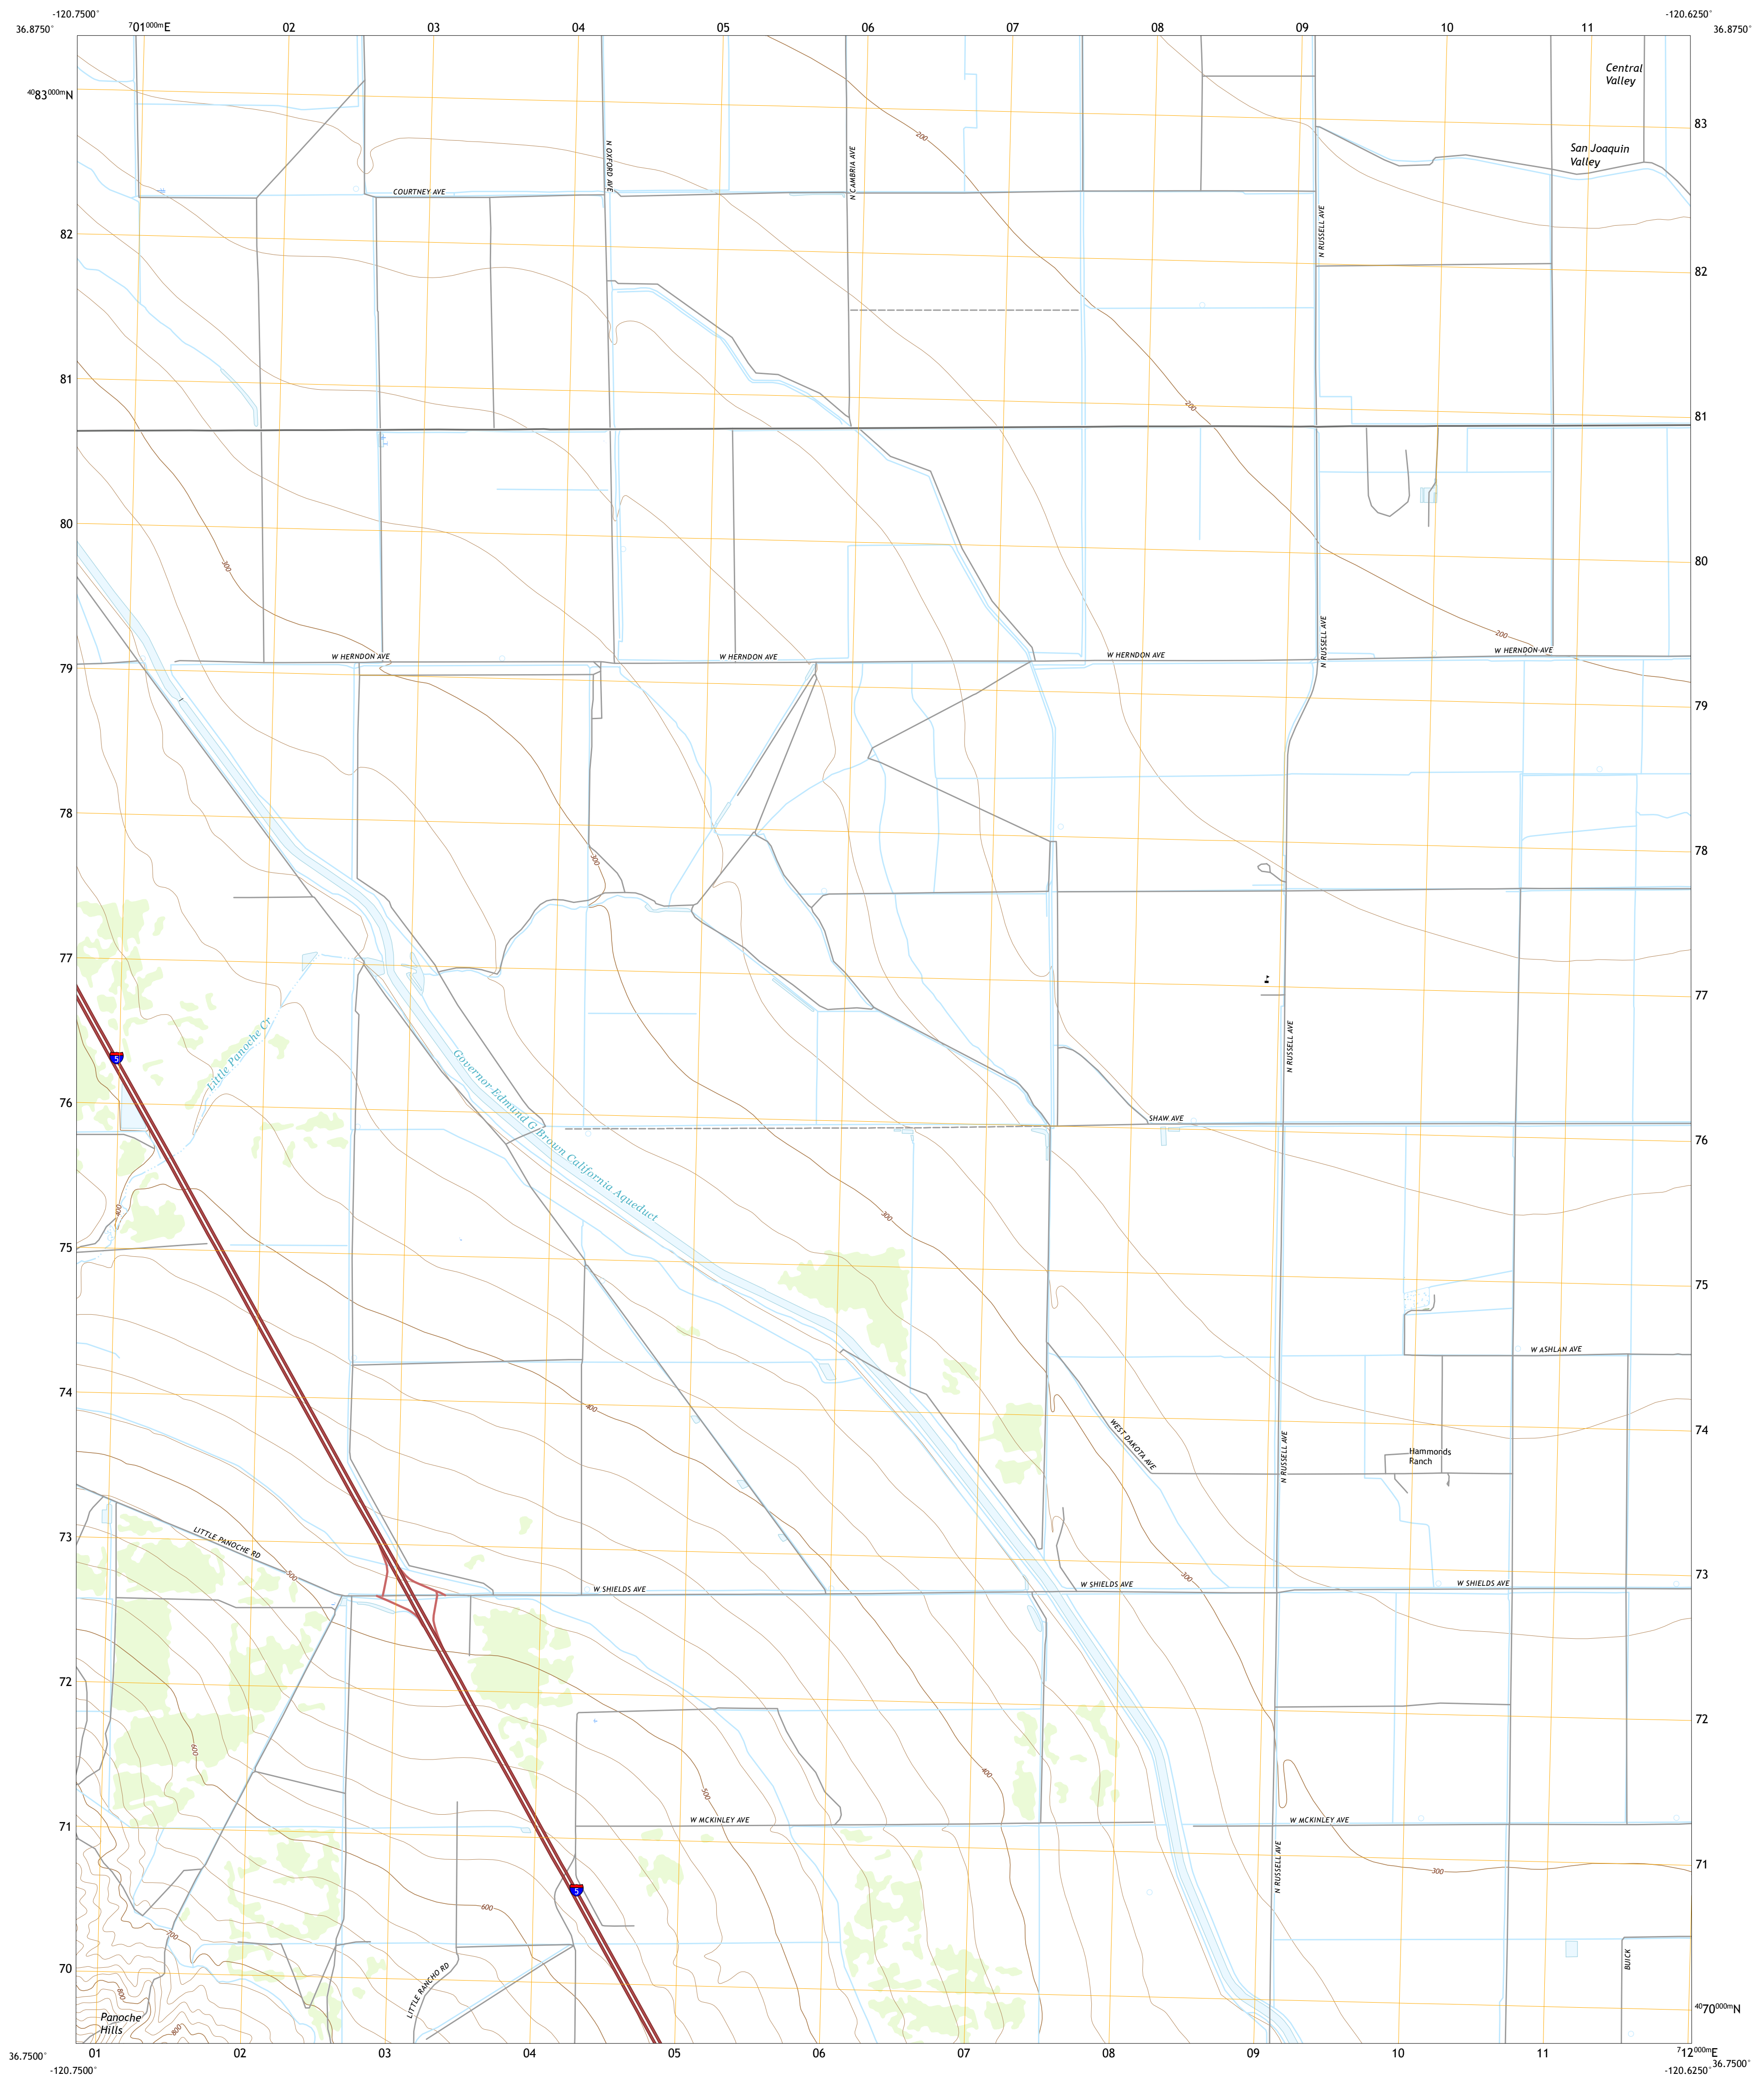 -120.7500°
-120.6250°
36.8750°
701000mE 02 03 04 05 06 07 08 09 10 11
36.8750°
Central
Valley
4083000mN
83
San Joaquin
Valley
N OXFORD AVE
N CAMBRIA AVE
200
COURTNEY AVE
N RUSSELL AVE
82
82
81
200
81
80
80
300
N RUSSELL AVE
200
W HERNDON AVE
W HERNDON AVE
W HERNDON AVE
W HERNDON AVE
79
79
78
300
78
77
77
Little Panoche Cr
5
N RUSSELL AVE
Governor Edmund G Brown California Aqueduct
76
SHAW AVE
76
400
300
75
75
W ASHLAN AVE
74
400
74
WEST DAKOTA AVE
N RUSSELL AVE
Hammonds
Ranch
73
LITTLE PANOCHE RD
500
300
73
W SHIELDS AVE
W SHIELDS AVE
W SHIELDS AVE
72
72
600
400
500
71
W MCKINLEY AVE
W MCKINLEY AVE
71
N RUSSELL AVE
300
5
600
700
70
LITTLE RANCHO RD
BUICK
800
4070000mN
Panoche
Hills
800
36.7500°
01 02 03 04 05 06 07 08 09 10 11 712000mE
36.7500°
-120.7500°
-120.6250°